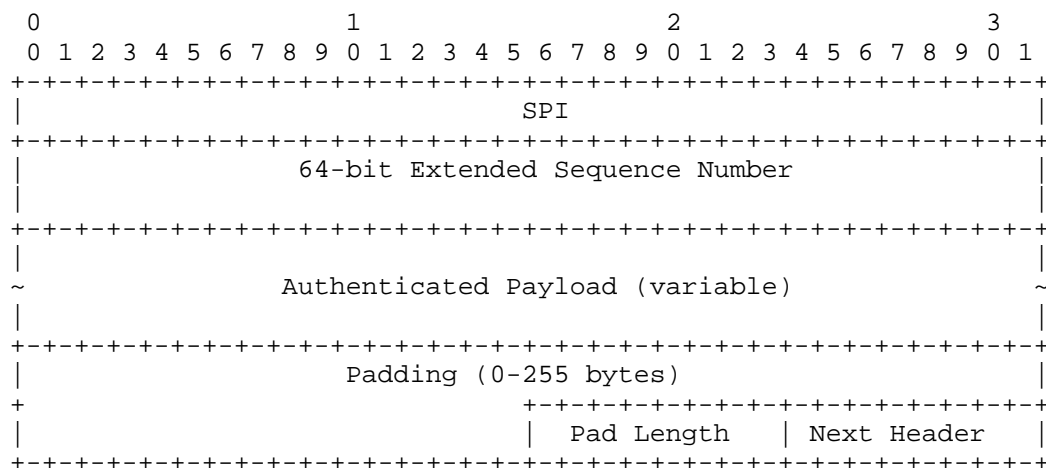 0                   1                   2                   3
 0 1 2 3 4 5 6 7 8 9 0 1 2 3 4 5 6 7 8 9 0 1 2 3 4 5 6 7 8 9 0 1
+-+-+-+-+-+-+-+-+-+-+-+-+-+-+-+-+-+-+-+-+-+-+-+-+-+-+-+-+-+-+-+-+
|                               SPI                             |
+-+-+-+-+-+-+-+-+-+-+-+-+-+-+-+-+-+-+-+-+-+-+-+-+-+-+-+-+-+-+-+-+
|                 64-bit Extended Sequence Number               |
|                                                               |
+-+-+-+-+-+-+-+-+-+-+-+-+-+-+-+-+-+-+-+-+-+-+-+-+-+-+-+-+-+-+-+-+
|                                                               |
~                Authenticated Payload (variable)               ~
|                                                               |
+-+-+-+-+-+-+-+-+-+-+-+-+-+-+-+-+-+-+-+-+-+-+-+-+-+-+-+-+-+-+-+-+
|                    Padding (0-255 bytes)                      |
+                               +-+-+-+-+-+-+-+-+-+-+-+-+-+-+-+-+
|                               |  Pad Length   | Next Header   |
+-+-+-+-+-+-+-+-+-+-+-+-+-+-+-+-+-+-+-+-+-+-+-+-+-+-+-+-+-+-+-+-+